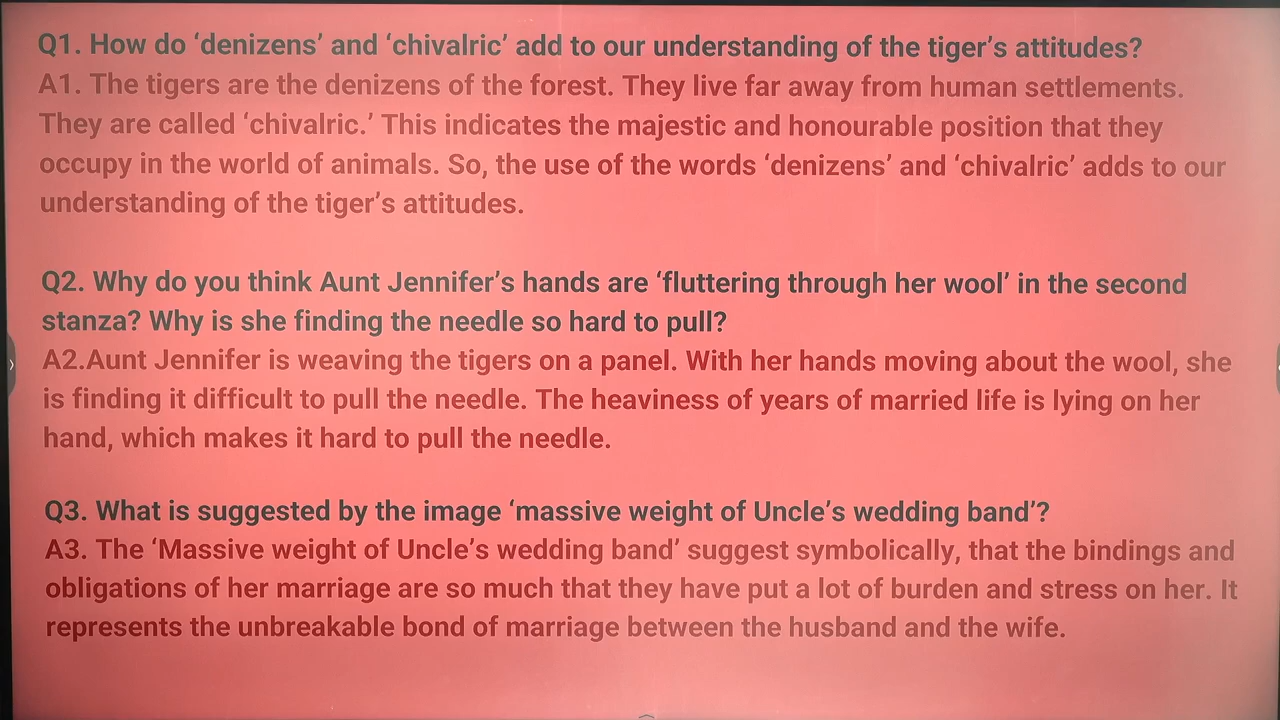 Q1. How do ‘denizens’ and ‘chivalric’ add to our understanding of the tiger’s attitudes?
A1. The tigers are the denizens of the forest. They live far away from human settlements.
They are called ‘chivalric.’ This indicates the majestic and honourable position that they
occupy in the world of animals. So, the use of the words ‘denizens’ and ‘chivalric’ adds to our
understanding of the tiger’s attitudes.
Q2. Why do you think Aunt Jennifer’s hands are ‘fluttering through her wool’ in the second
stanza? Why is she finding the needle so hard to pull?
A2.Aunt Jennifer is weaving the tigers on a panel. With her hands moving about the wool, she
is finding it difficult to pull the needle. The heaviness of years of married life is lying on her
hand, which makes it hard to pull the needle.
Q3. What is suggested by the image ‘massive weight of Uncle’s wedding band’?
A3. The ‘Massive weight of Uncle’s wedding band’ suggest symbolically, that the bindings and
obligations of her marriage are so much that they have put a lot of burden and stress on her. It
represents the unbreakable bond of marriage between the husband and the wife.